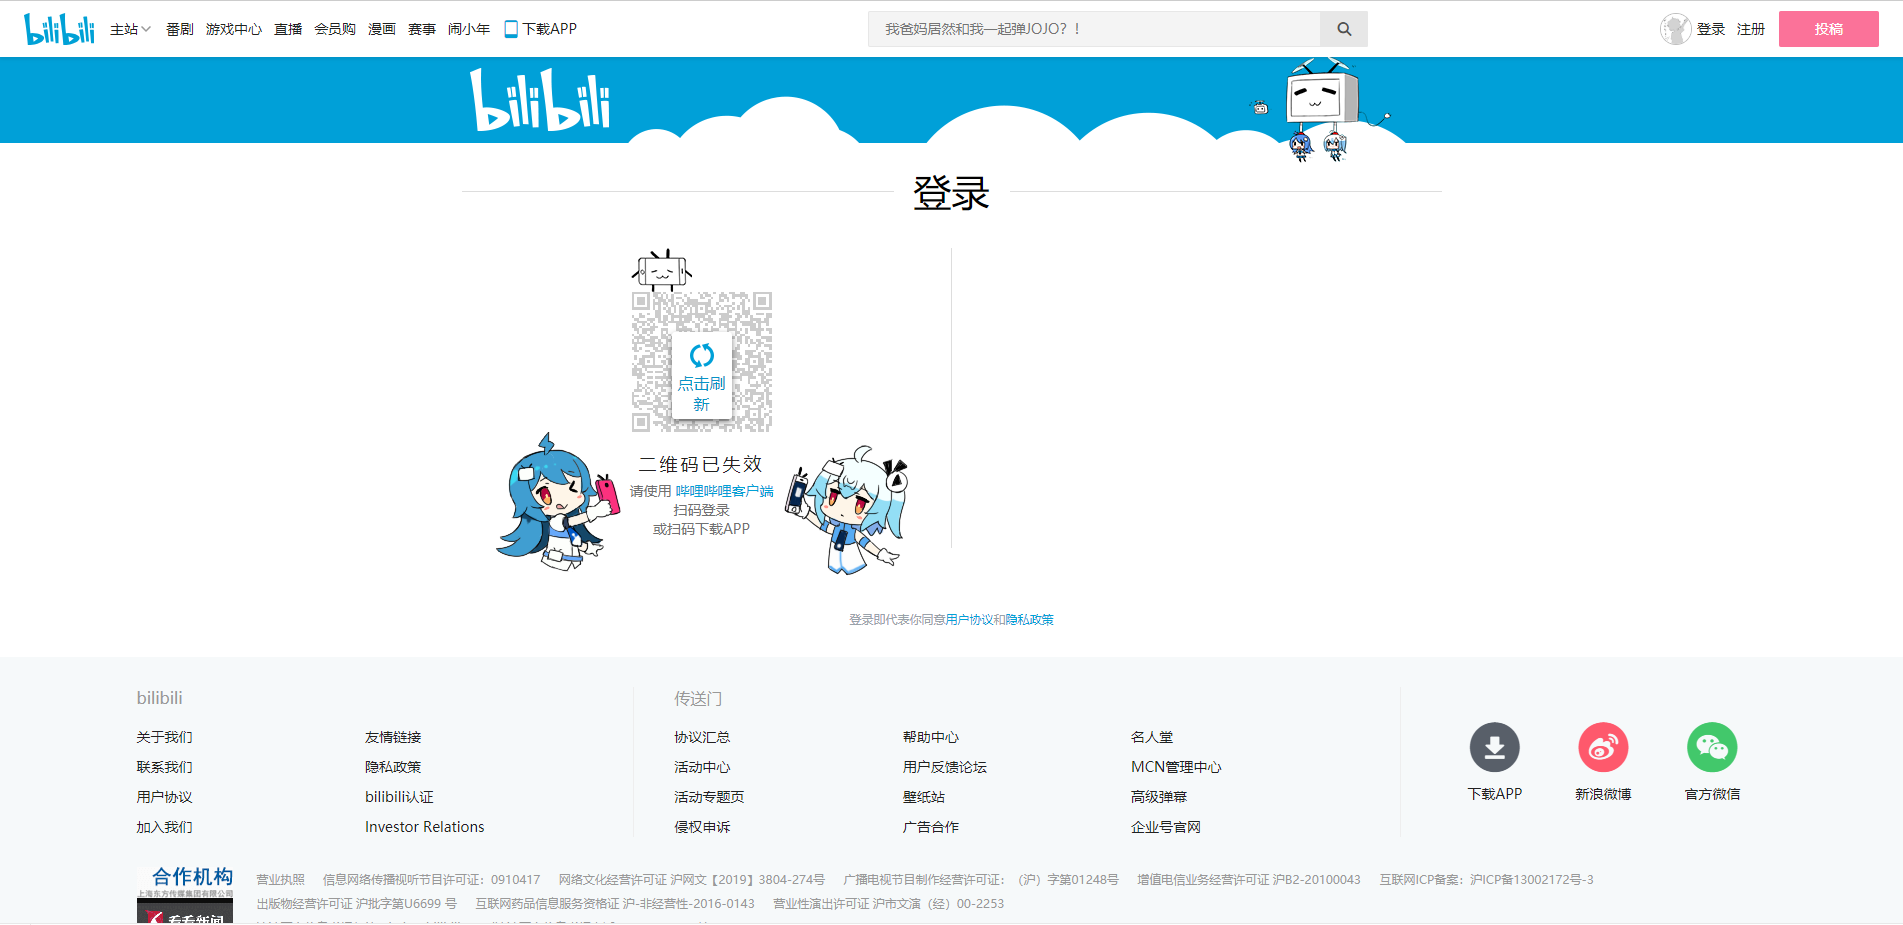 bilibili 主站 番剧 游戏中心 直播 会员购 漫画 赛事 闹小年 下载APP 我爸妈居然和我一起弹JOJO?! 登录 注册 投稿
bilibili
登录
点击刷
新
二维码已失效
请使用 哔哩哔哩客户端
扫码登录
或扫码下载APP
登录即代表你同意用户协议和隐私政策
bilibili
关于我们 友情链接
联系我们 隐私政策
用户协议 bilibili认证
加入我们 Investor Relations
传送门
协议汇总 帮助中心 名人堂
活动中心 用户反馈论坛 MCN管理中心
活动专题页 壁纸站 高级弹幕
侵权申诉 广告合作 企业号官网
下载APP 新浪微博 官方微信
合作机构
上海东方传媒集团有限公司
看看新闻
营业执照 信息网络传播视听节目许可证：0910417 网络文化经营许可证 沪网文【2019】3804-274号 广播电视节目制作经营许可证：（沪）字第01248号 增值电信业务经营许可证 沪B2-20100043 互联网ICP备案：沪ICP备13002172号-3
出版物经营许可证 沪批字第U6699 号 互联网药品信息服务资格证 沪-非经营性-2016-0143 营业性演出许可证 沪市文演（经）00-2253